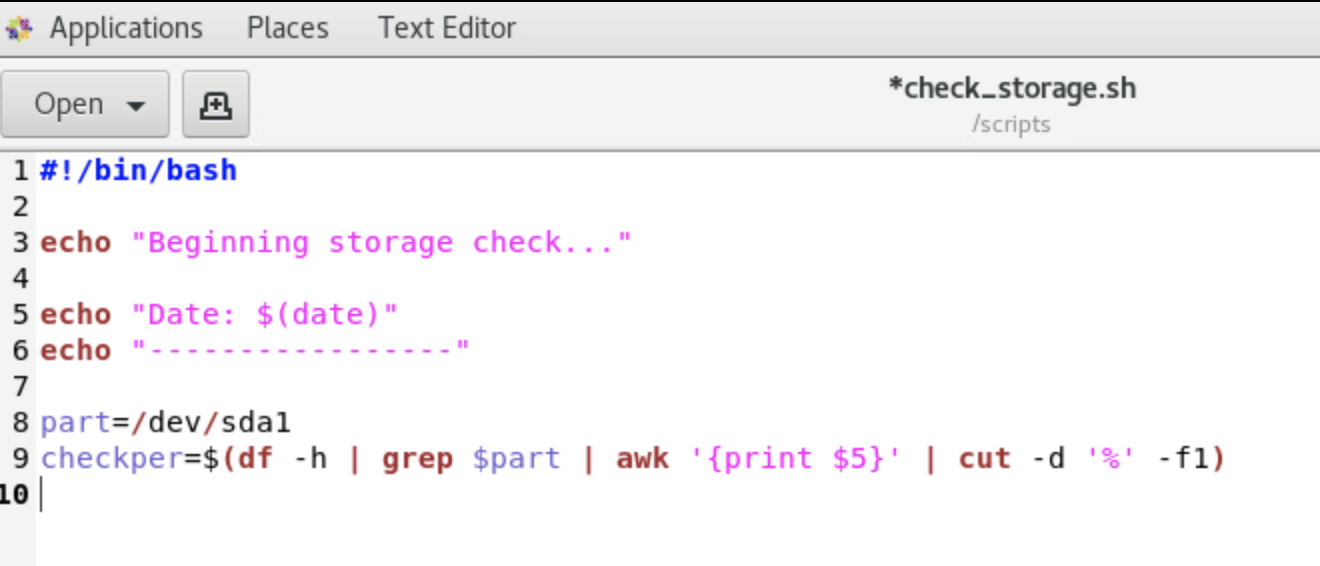 Applications Places Text Editor
Open
*check_storage.sh
/scripts
1 #!/bin/bash
2
3 echo "Beginning storage check..."
4
5 echo "Date: $(date)"
6 echo "-----------------"
7
8 part=/dev/sda1
9 checkper=$(df -h | grep $part | awk '{print $5}' | cut -d '%' -f1)
10